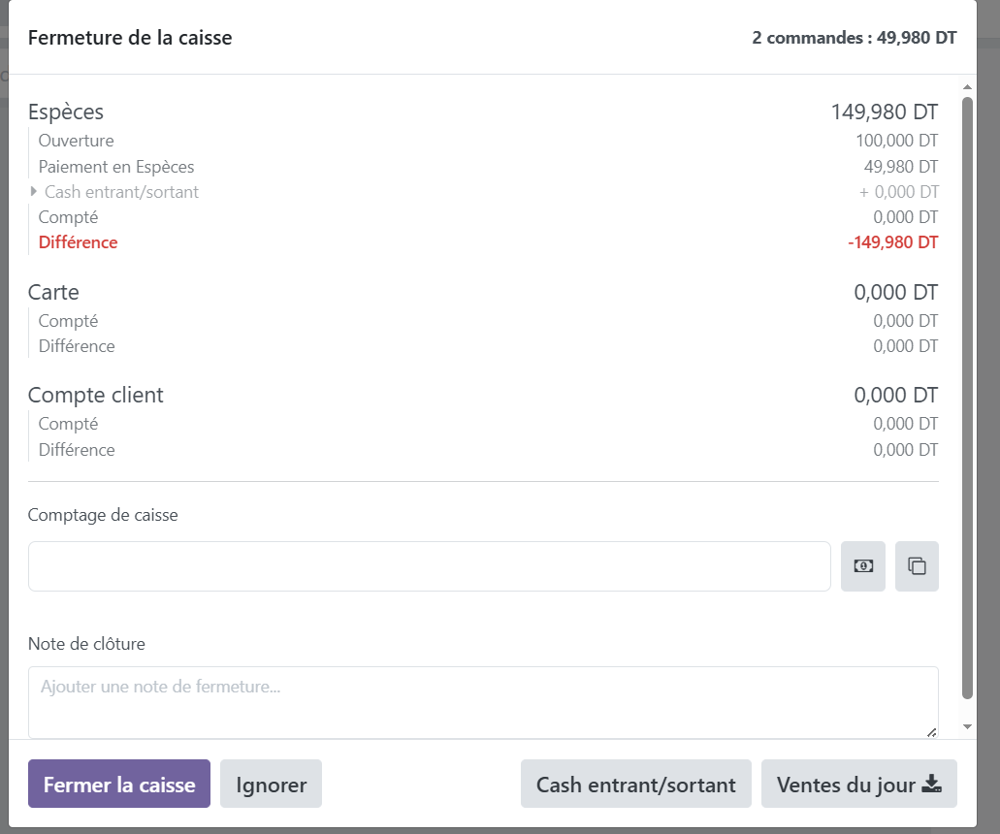 Fermeture de la caisse 2 commandes : 49,980 DT
Espèces 149,980 DT
Ouverture 100,000 DT
Paiement en Espèces 49,980 DT
Cash entrant/sortant + 0,000 DT
Compté 0,000 DT
Différence -149,980 DT
Carte 0,000 DT
Compté 0,000 DT
Différence 0,000 DT
Compte client 0,000 DT
Compté 0,000 DT
Différence 0,000 DT
Comptage de caisse
Note de clôture
Ajouter une note de fermeture...
Fermer la caisse Ignorer Cash entrant/sortant Ventes du jour